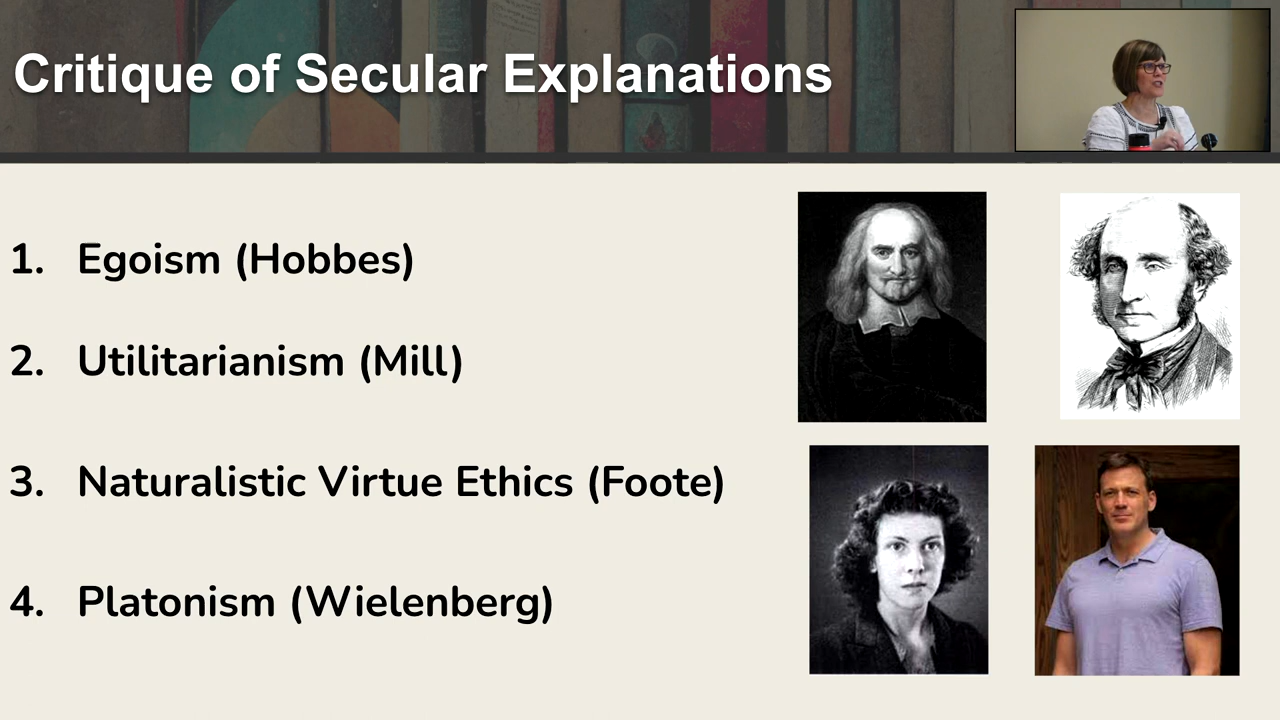 Critique of Secular Explanations
1. Egoism (Hobbes)
2. Utilitarianism (Mill)
3. Naturalistic Virtue Ethics (Foote)
4. Platonism (Wielenberg)